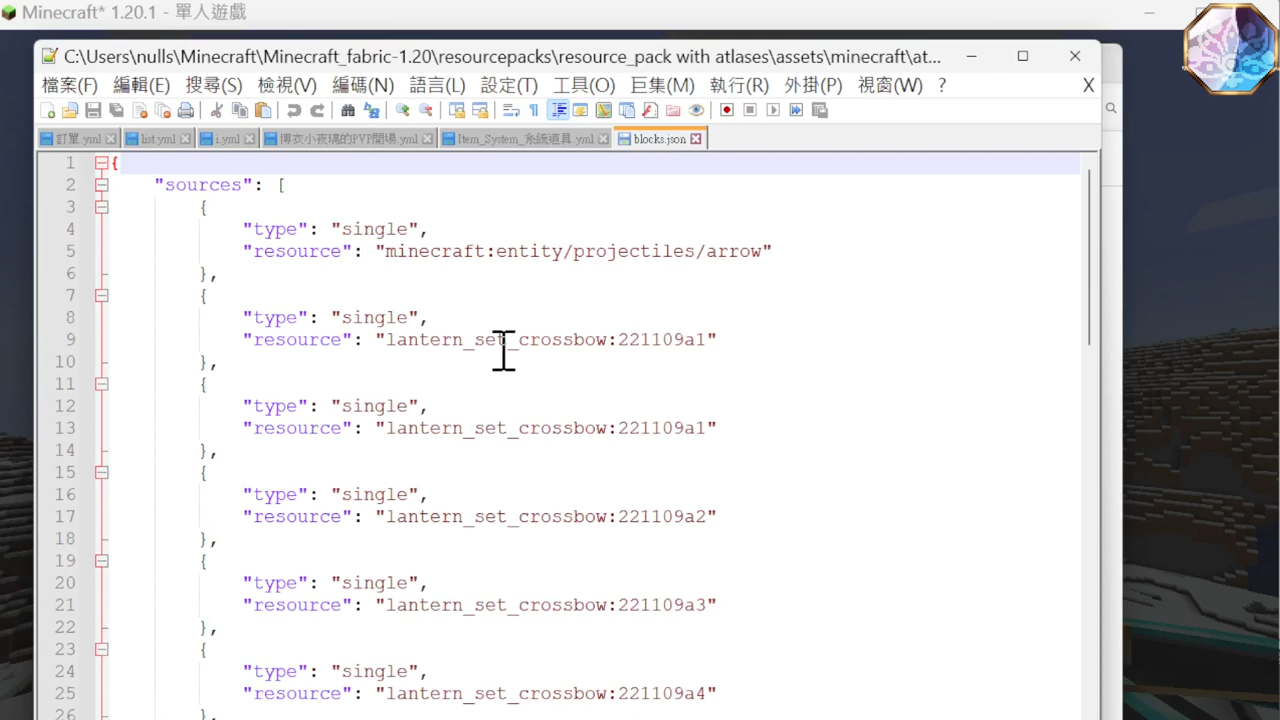 Minecraft* 1.20.1 - 單人遊戲
C:\Users\nulls\Minecraft\Minecraft_fabric-1.20\resourcepacks\resource_pack with atlases\assets\minecraft\at...
檔案(F) 編輯(E) 搜尋(S) 檢視(V) 編碼(N) 語言(L) 設定(T) 工具(O) 巨集(M) 執行(R) 外掛(P) 視窗(W) ? X
訂單.yml list.yml i.yml 博衣小夜璃的PVP開場.yml Item_System_系統道具.yml blocks.json
1 {
2 "sources": [
3 {
4 "type": "single",
5 "resource": "minecraft:entity/projectiles/arrow"
6 },
7 {
8 "type": "single",
9 "resource": "lantern_set_crossbow:221109a1"
10 },
11 {
12 "type": "single",
13 "resource": "lantern_set_crossbow:221109a1"
14 },
15 {
16 "type": "single",
17 "resource": "lantern_set_crossbow:221109a2"
18 },
19 {
20 "type": "single",
21 "resource": "lantern_set_crossbow:221109a3"
22 },
23 {
24 "type": "single",
25 "resource": "lantern_set_crossbow:221109a4"
26 },